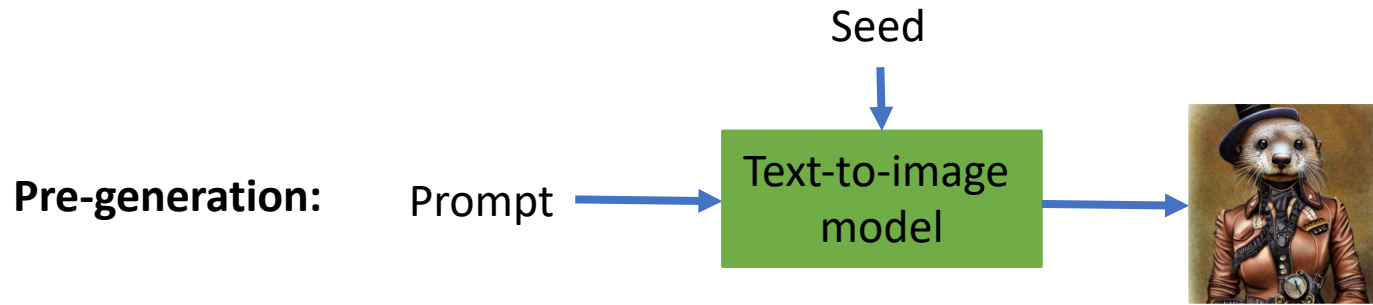 Seed
Pre-generation:
Prompt
Text-to-image
model